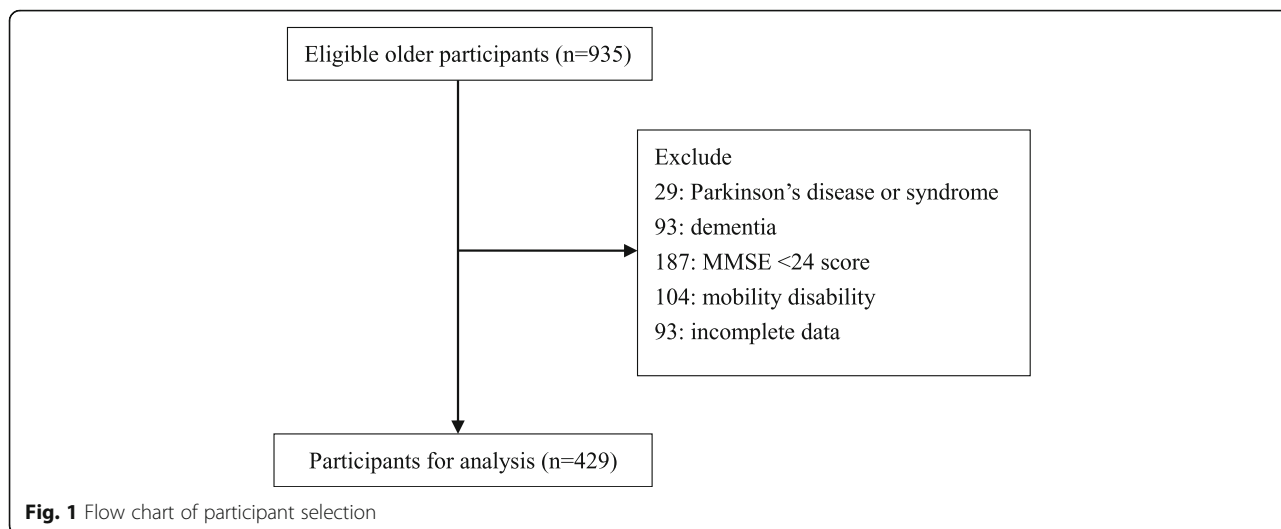 Eligible older participants (n=935)
Exclude
29: Parkinson's disease or syndrome
93: dementia
187: MMSE <24 score
104: mobility disability
93: incomplete data
Participants for analysis (n=429)
Fig. 1 Flow chart of participant selection